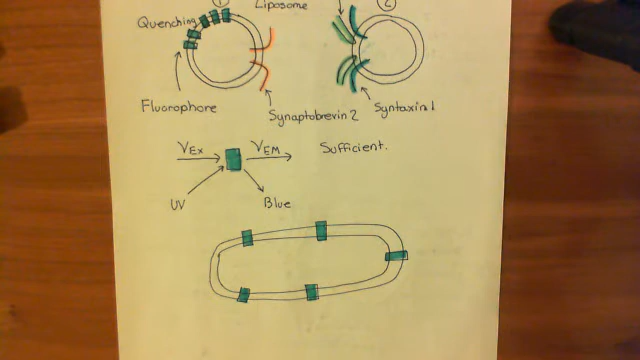 ①
Liposome
②
Quenching
Fluorophore
Synaptobrevin 2
Syntaxin 1
VEx
VEM
Sufficient.
UV
Blue